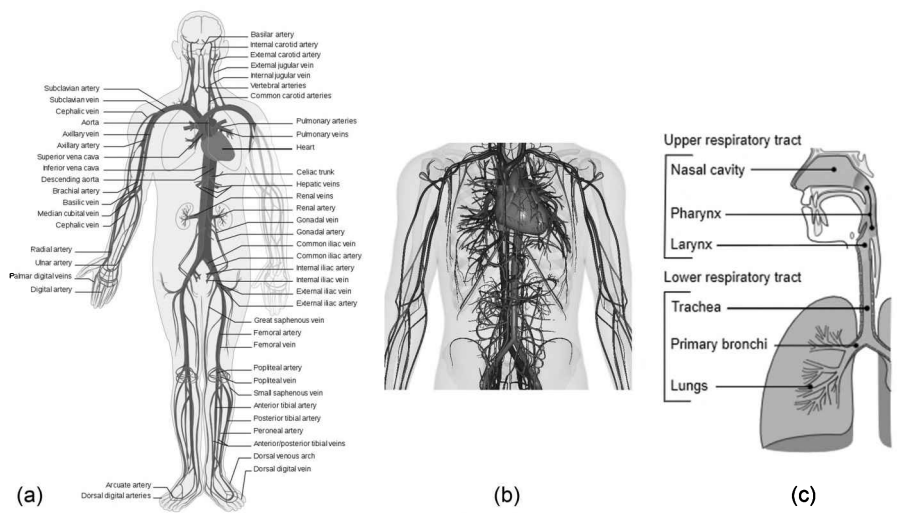 Basilar artery
Internal carotid artery
External carotid artery
External jugular vein
Internal jugular vein
Vertebral arteries
Common carotid arteries
Pulmonary arteries
Pulmonary veins
Heart
Celiac trunk
Hepatic veins
Renal veins
Renal artery
Gonadal vein
Gonadal artery
Common iliac vein
Common iliac artery
Internal iliac artery
Internal iliac vein
External iliac vein
External iliac artery
Great saphenous vein
Femoral artery
Femoral vein
Popliteal artery
Popliteal vein
Small saphenous vein
Anterior tibial artery
Posterior tibial artery
Peroneal artery
Anterior/posterior tibial veins
Dorsal venous arch
Dorsal digital vein
Subclavian artery
Subclavian vein
Cephalic vein
Aorta
Axillary vein
Axillary artery
Superior vena cava
Inferior vena cava
Descending aorta
Brachial artery
Basilic vein
Median cubital vein
Cephalic vein
Radial artery
Ulnar artery
Palmar digital veins
Digital artery
Arcuate artery
Dorsal digital arteries
(a)
(b)
Upper respiratory tract
Nasal cavity
Pharynx
Larynx
Lower respiratory tract
Trachea
Primary bronchi
Lungs
(c)